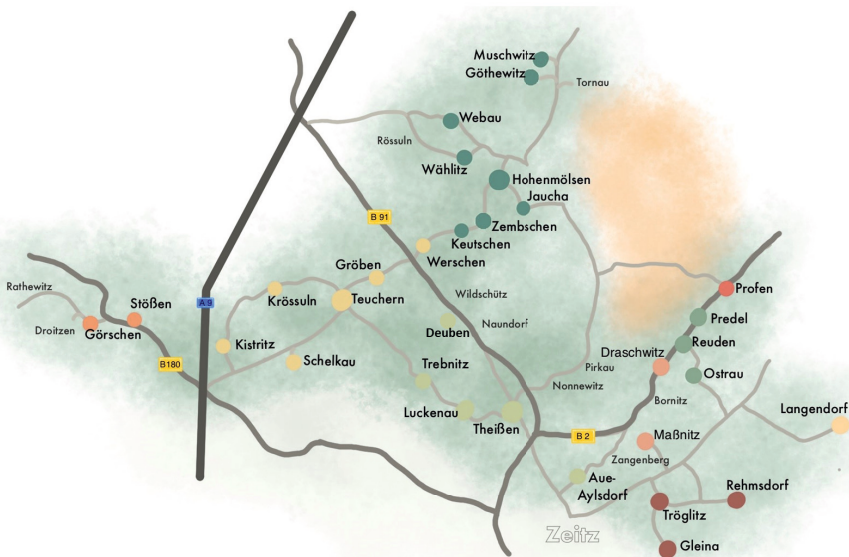 Muschwitz
Göthewitz
Tornau
Webau
Rössuln
Wählitz
Hohenmölsen
Jaucha
B 91
Zembschen
Keutschen
Werschen
Gröben
Rathewitz
Krössuln
Teuchern
Wildschütz
Profen
A 9
Stößen
Droitzen
Görschen
Deuben
Naundorf
Predel
Kistritz
Reuden
Schelkau
Draschwitz
B180
Trebnitz
Pirkau
Ostrau
Nonnewitz
Bornitz
Luckenau
Langendorf
Theißen
B 2
Maßnitz
Zangenberg
Aue-
Aylsdorf
Rehmsdorf
Tröglitz
Zeitz
Gleina